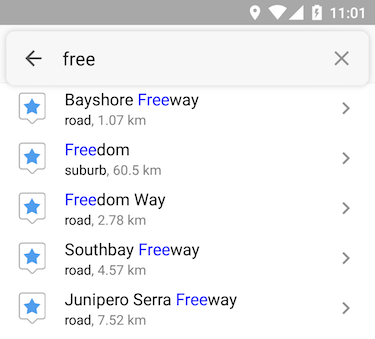 11:01
free
Bayshore Freeway
road, 1.07 km
Freedom
suburb, 60.5 km
Freedom Way
road, 2.78 km
Southbay Freeway
road, 4.57 km
Junipero Serra Freeway
road, 7.52 km